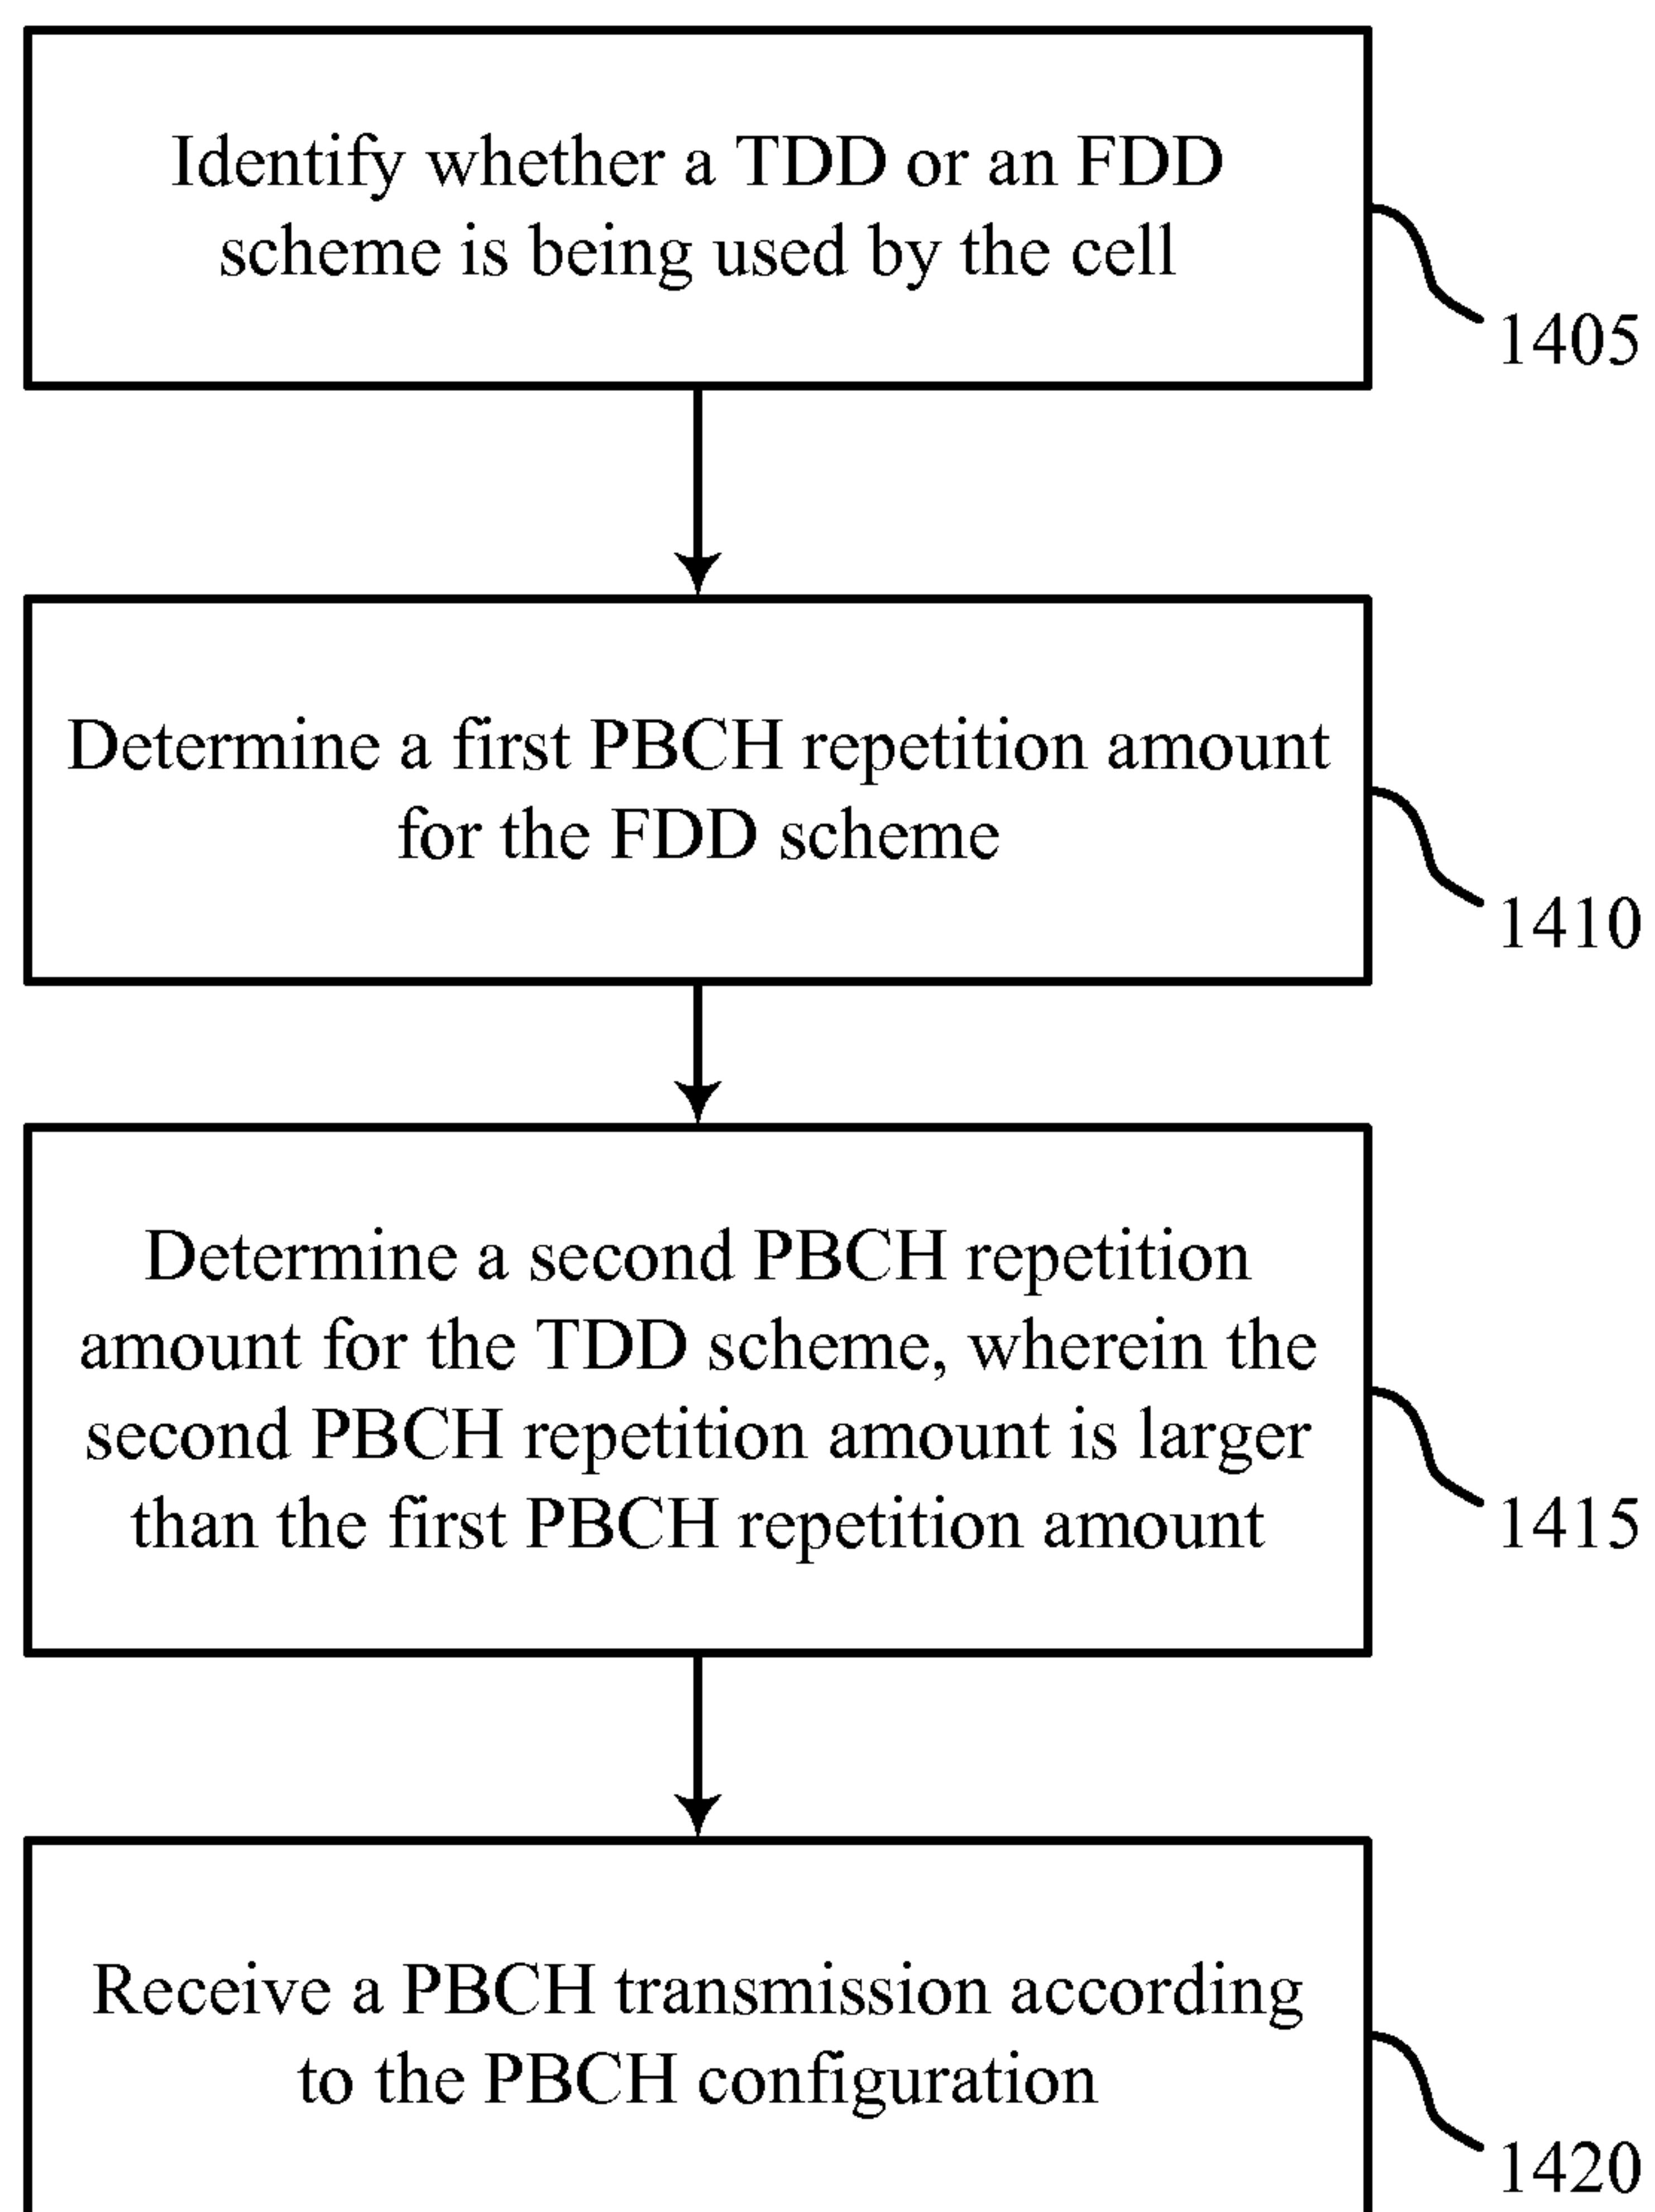 Identify whether a TDD or an FDD
scheme is being used by the cell
1405
Determine a first PBCH repetition amount
for the FDD scheme
1410
Determine a second PBCH repetition
amount for the TDD scheme, wherein the
second PBCH repetition amount is larger
than the first PBCH repetition amount
1415
Receive a PBCH transmission according
to the PBCH configuration
1420